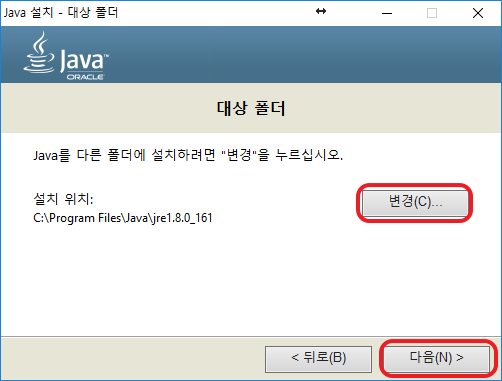 Java 설치 - 대상 폴더
Java
ORACLE
대상 폴더
Java를 다른 폴더에 설치하려면 "변경"을 누르십시오.
설치 위치:
변경(C)...
C:\Program Files\Java\jre1.8.0_161
< 뒤로(B)
다음(N) >